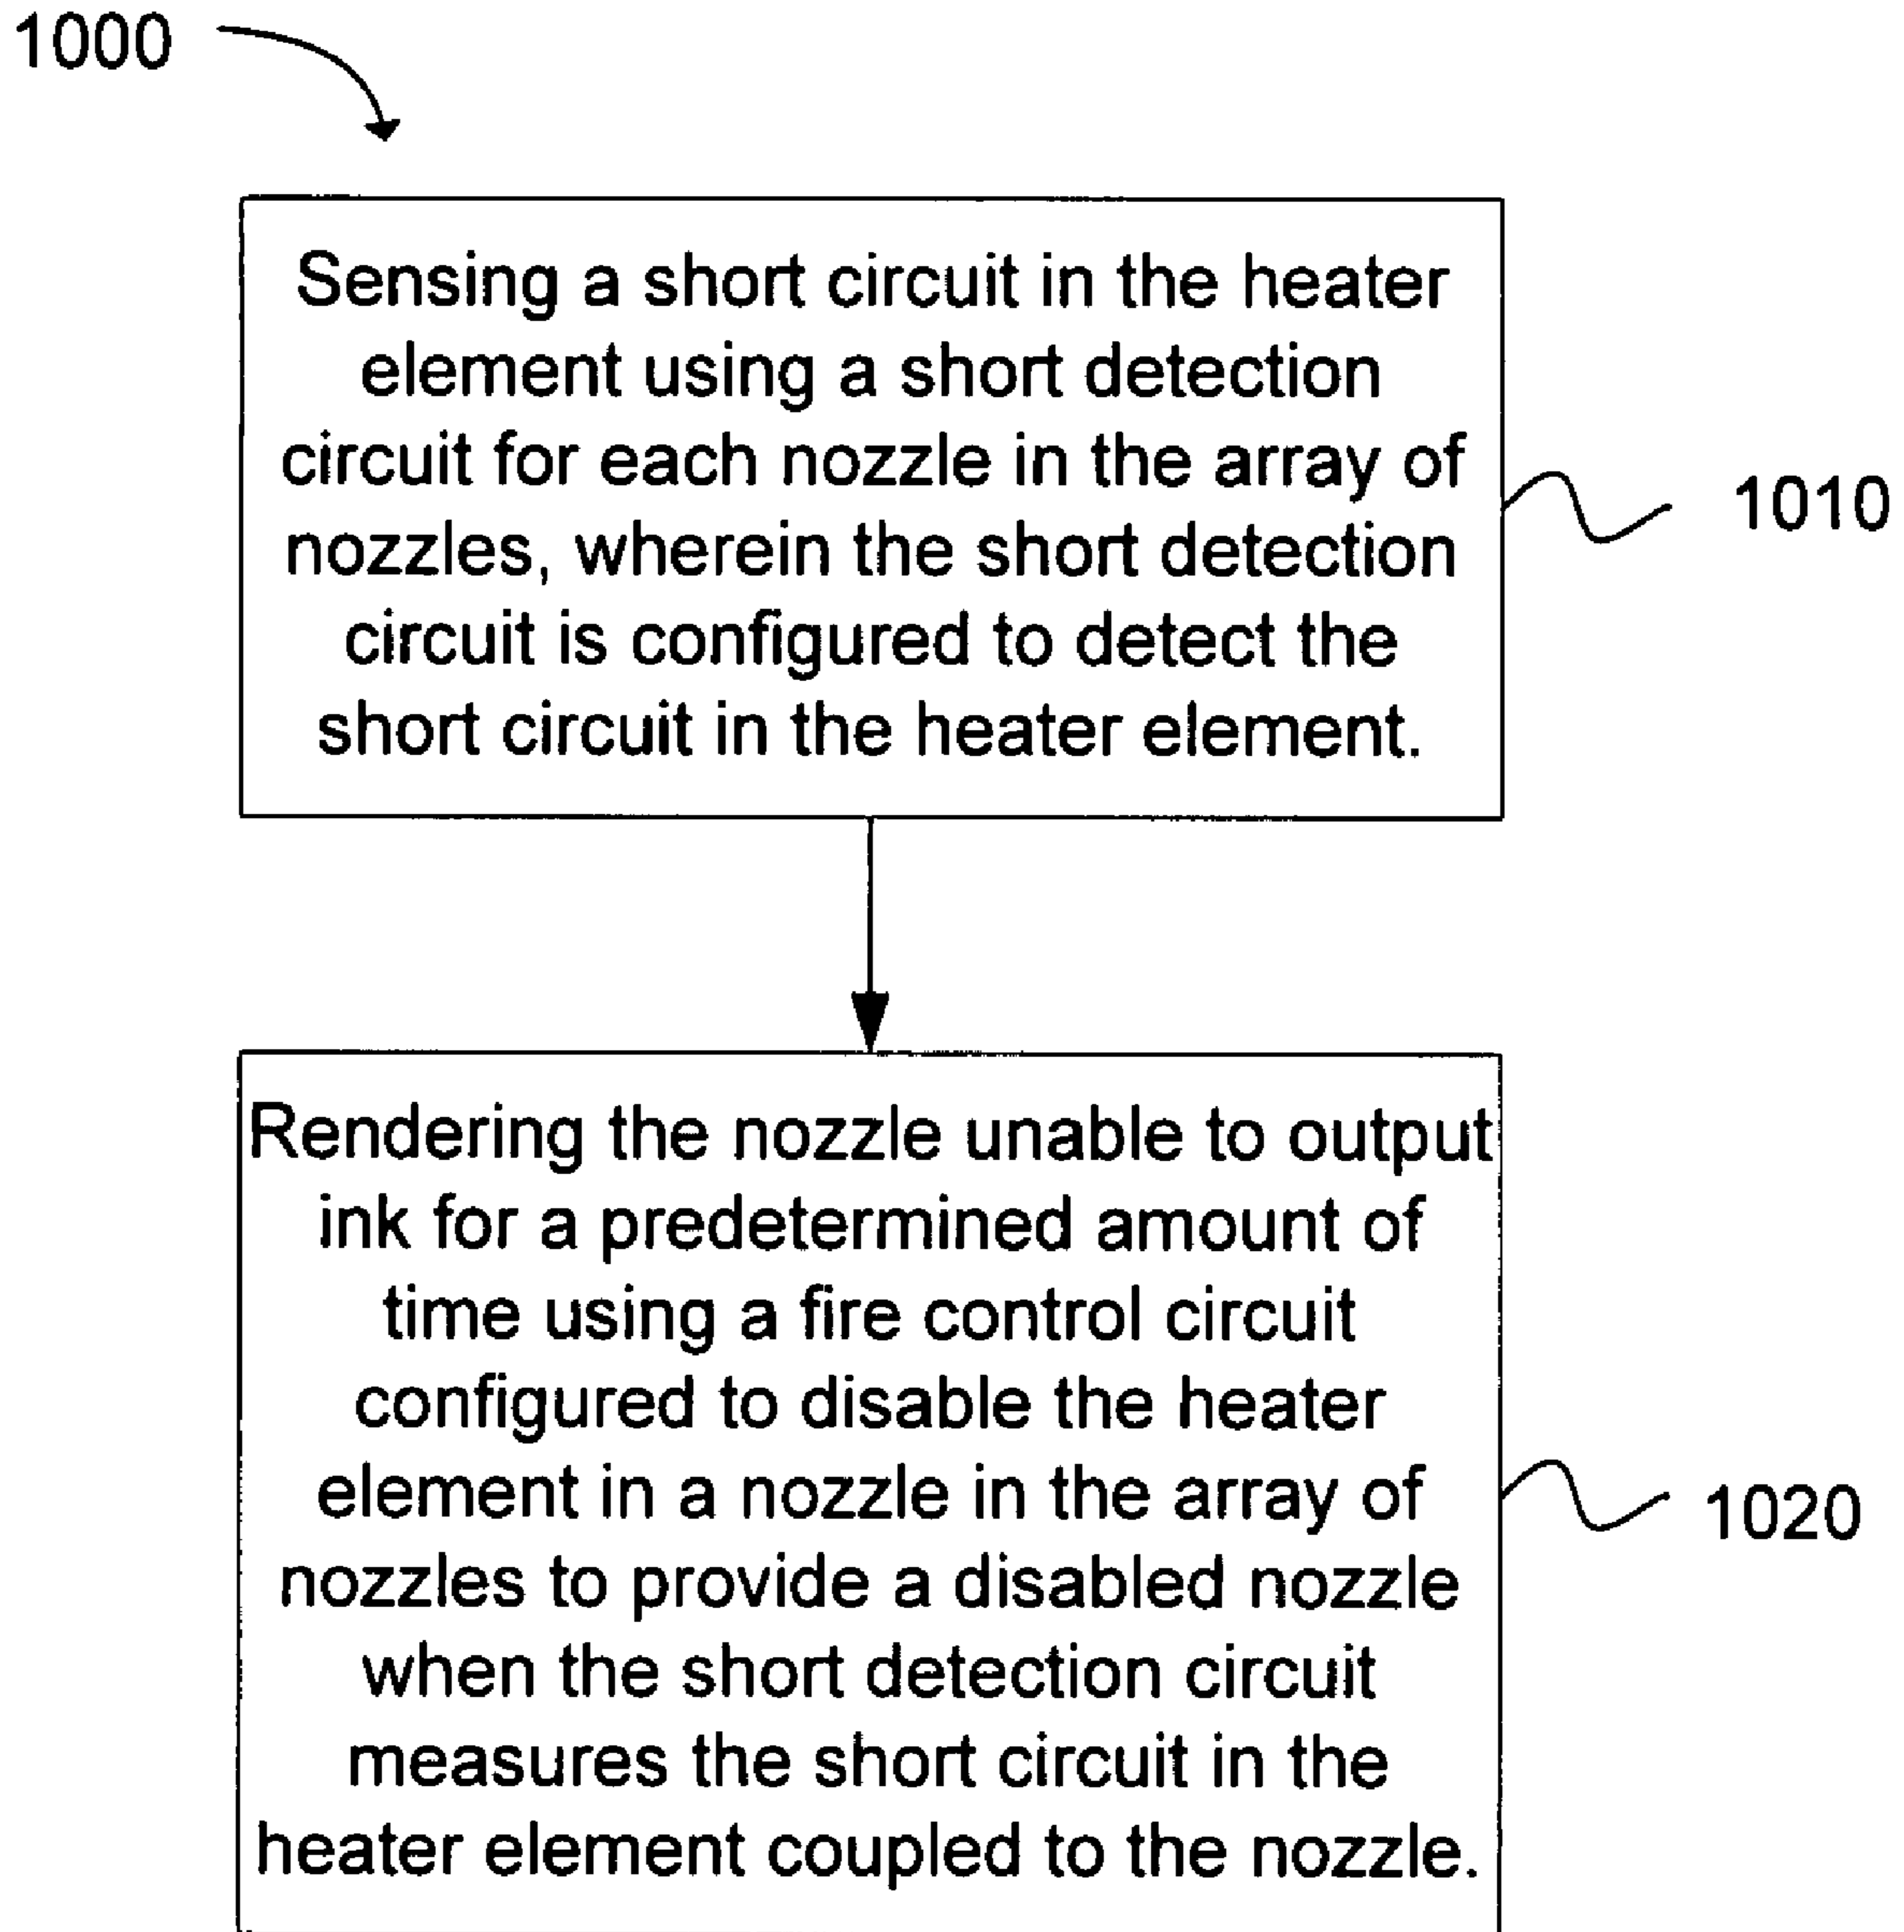 1000
Sensing a short circuit in the heater
element using a short detection
circuit for each nozzle in the array of
nozzles, wherein the short detection
circuit is configured to detect the
short circuit in the heater element.
1010
Rendering the nozzle unable to output
ink for a predetermined amount of
time using a fire control circuit
configured to disable the heater
element in a nozzle in the array of
nozzles to provide a disabled nozzle
when the short detection circuit
measures the short circuit in the
heater element coupled to the nozzle.
1020